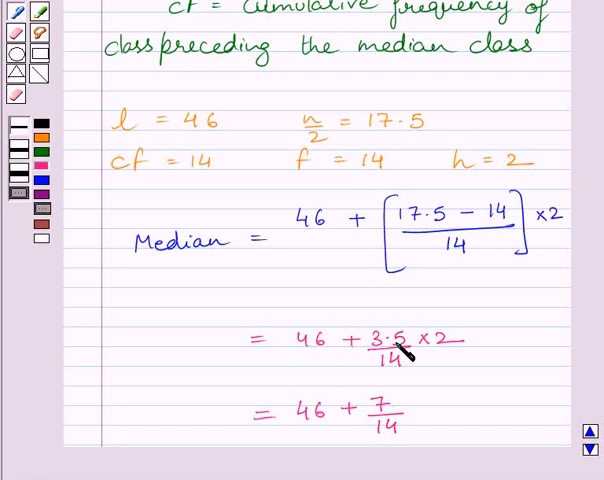 cf = Cumulative frequency of
class preceding the median class
l = 46 n/2 = 17.5
cf = 14 f = 14 h = 2
Median = 46 + [17.5 - 14 / 14] ×2
= 46 + 3.5/14 ×2
= 46 + 7/14